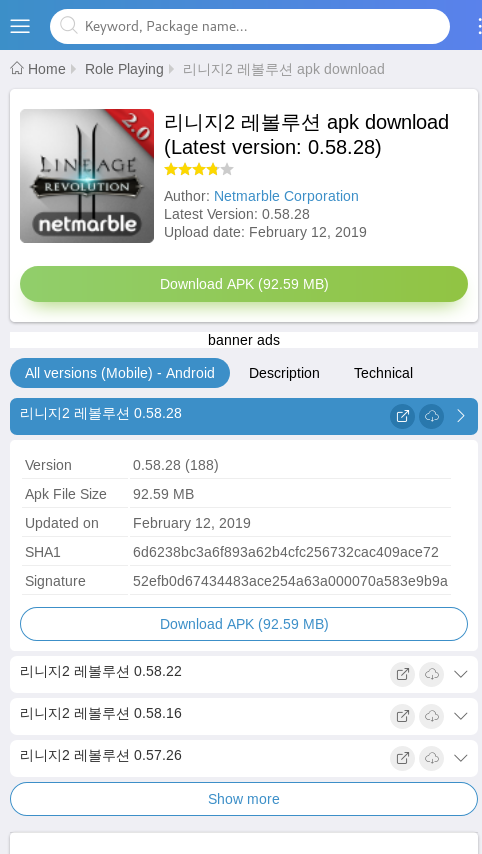 Keyword, Package name...
Home Role Playing 리니지2 레볼루션 apk download
2.0
LINEAGE
REVOLUTION
netmarble
리니지2 레볼루션 apk download
(Latest version: 0.58.28)
Author: Netmarble Corporation
Latest Version: 0.58.28
Upload date: February 12, 2019
Download APK (92.59 MB)
banner ads
All versions (Mobile) - Android Description Technical
리니지2 레볼루션 0.58.28
Version 0.58.28 (188)
Apk File Size 92.59 MB
Updated on February 12, 2019
SHA1 6d6238bc3a6f893a62b4cfc256732cac409ace72
Signature 52efb0d67434483ace254a63a000070a583e9b9a
Download APK (92.59 MB)
리니지2 레볼루션 0.58.22
리니지2 레볼루션 0.58.16
리니지2 레볼루션 0.57.26
Show more